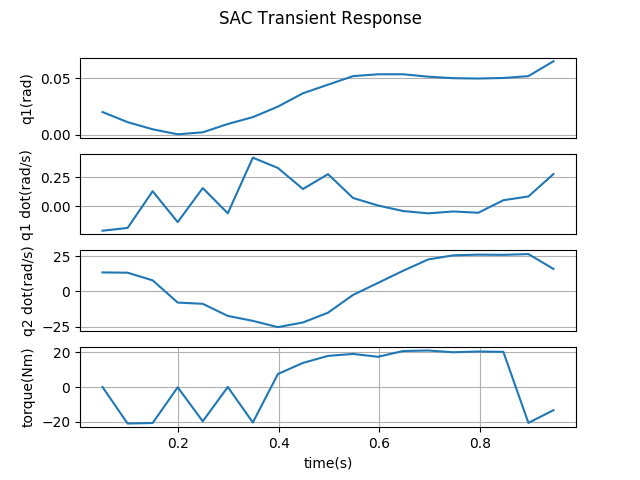 SAC Transient Response
q1(rad)
0.05
0.00
q1 dot(rad/s)
0.25
0.00
q2 dot(rad/s)
25
0
−25
torque(Nm)
20
0
−20
0.2 0.4 0.6 0.8
time(s)